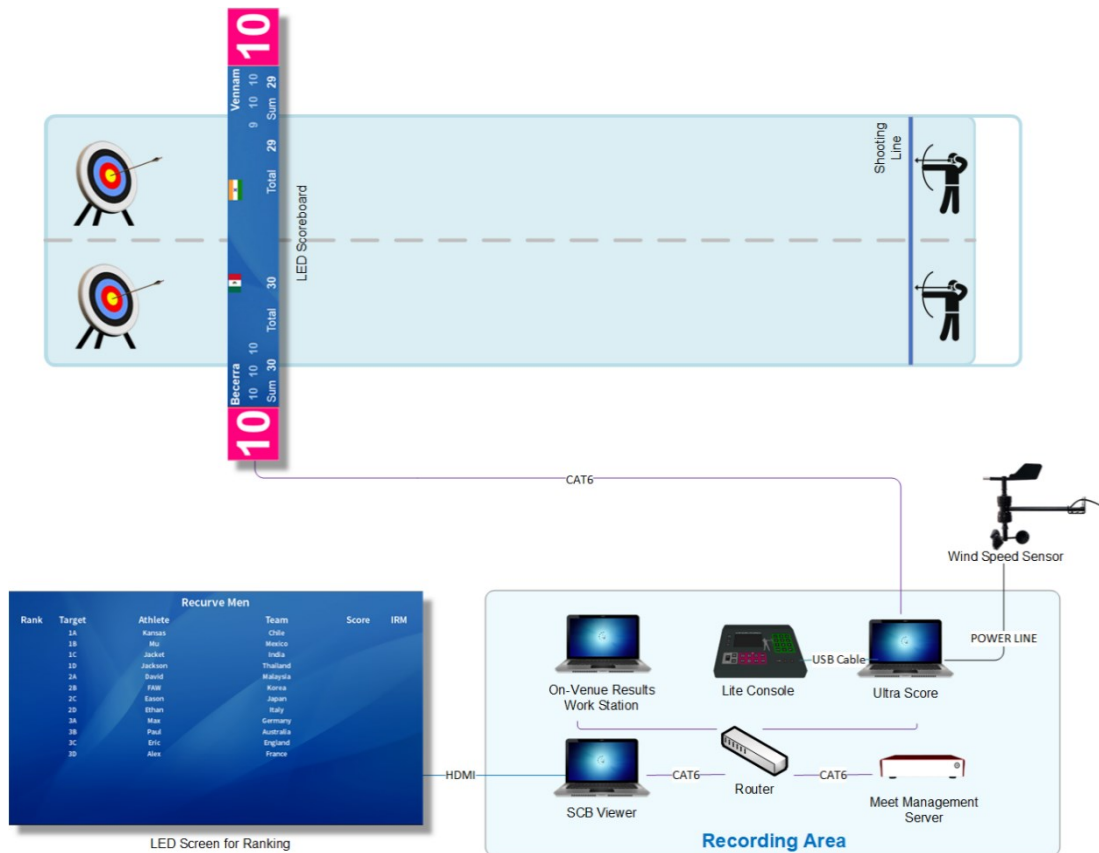 10
Vennam
9 10 10
Sum 29
Total 29
LED Scoreboard
Shooting
Line
Becerra
10 10 10
Sum 30
Total 30
10
CAT6
Wind Speed Sensor
POWER LINE
Recurve Men
Rank Target Athlete Team Score IRM
1A Kansas Chile
1B Mu Mexico
1C Jacket India
1D Jackson Thailand
2A David Malaysia
2B FAW Korea
2C Eason Japan
2D Ethan Italy
3A Max Germany
3B Paul Australia
3C Eric England
3D Alex France
LED Screen for Ranking
HDMI
On-Venue Results
Work Station
Lite Console
USB Cable
Ultra Score
SCB Viewer
CAT6
Router
CAT6
Meet Management
Server
Recording Area